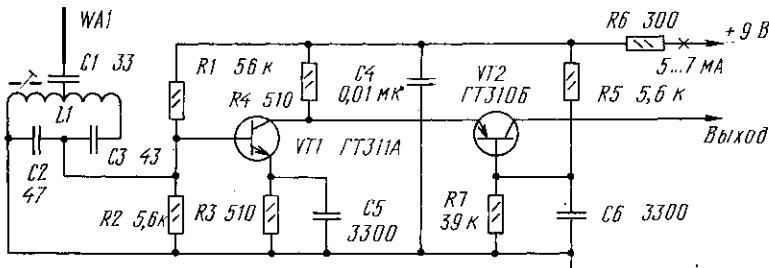 WA1
C1 33
L1
C2
47
C3 43
R1 56 к
R2 5,6к
R4 510
VT1 ГТ311А
R3 510
C5
3300
C4
0,01 мк
VT2
ГТ310Б
R6 300
+9 В
5...7 мА
R5 5,6 к
Выход
R7
39 к
C6 3300